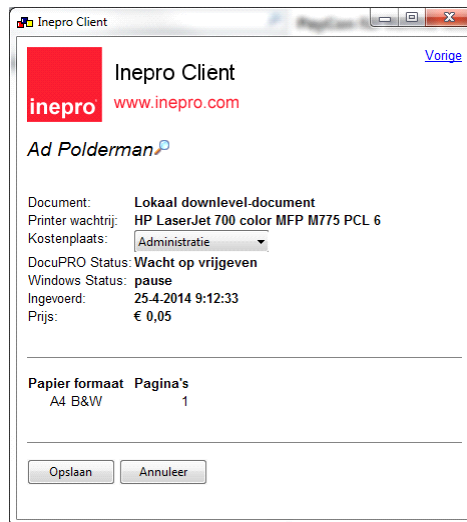 Inepro Client
Vorige
inepro
Inepro Client
www.inepro.com
Ad Polderman
Document: Lokaal downlevel-document
Printer wachtrij: HP LaserJet 700 color MFP M775 PCL 6
Kostenplaats: Administratie
DocuPRO Status: Wacht op vrijgeven
Windows Status: pause
Ingevoerd: 25-4-2014 9:12:33
Prijs: € 0,05
Papier formaat Pagina's
A4 B&W 1
Opslaan Annuleer